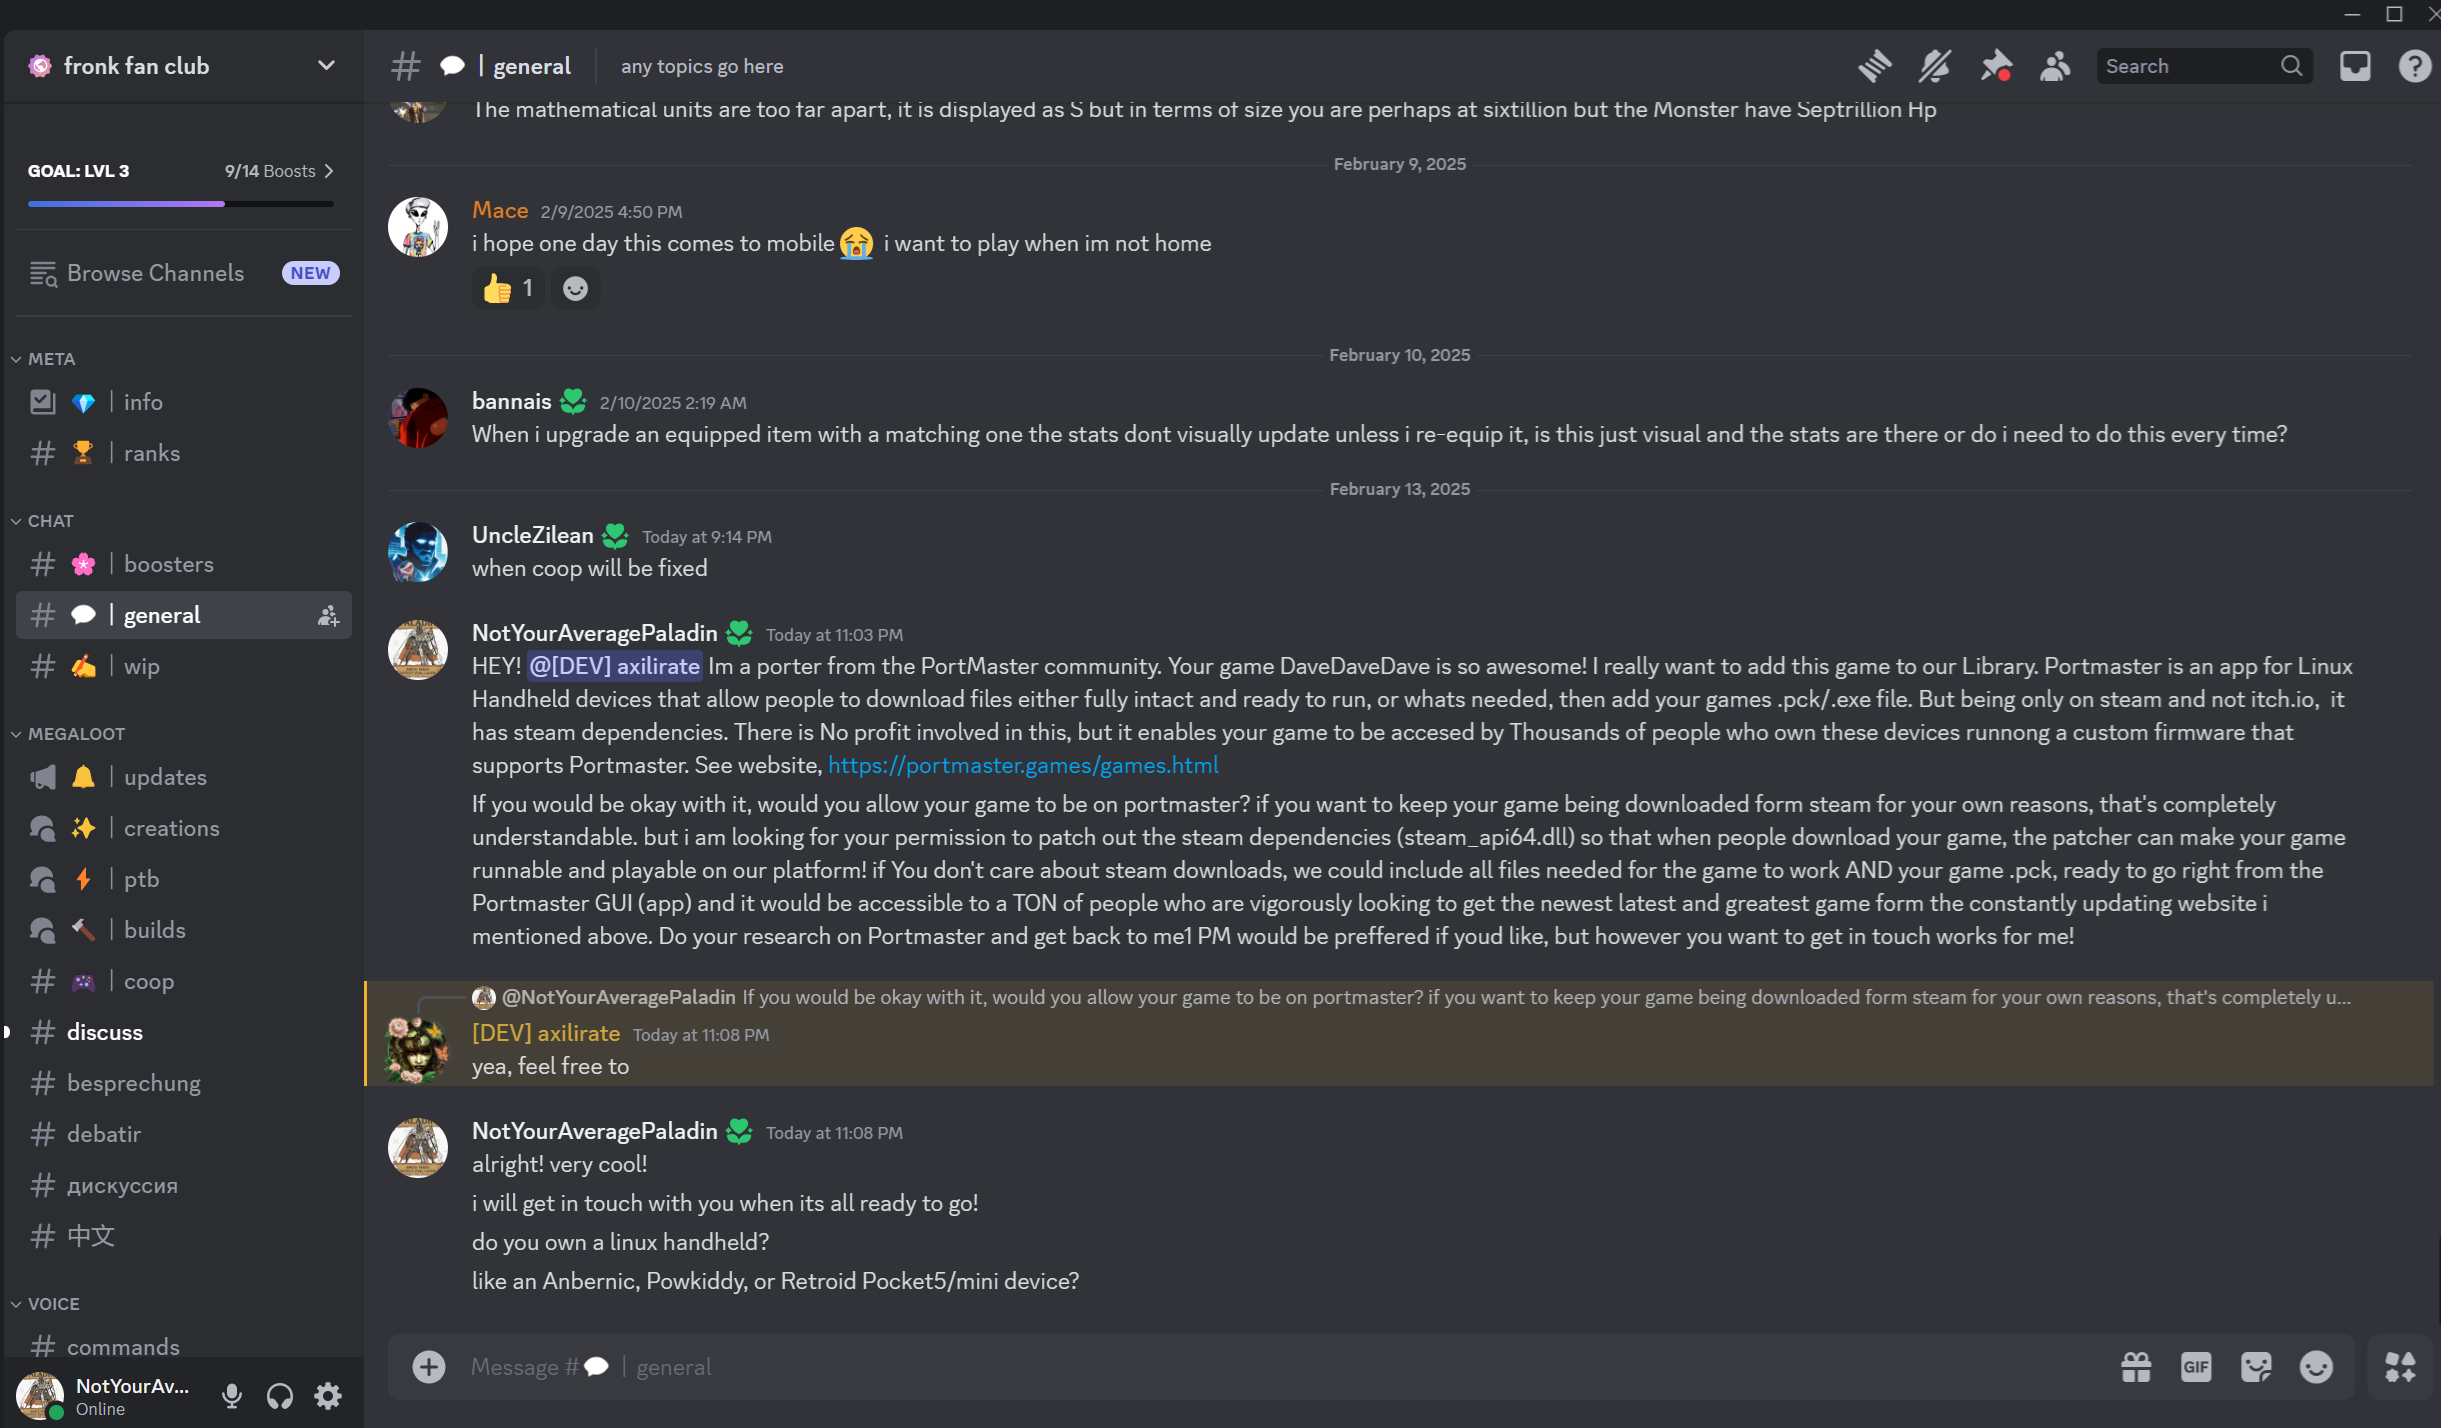 fronk fan club
| general
any topics go here
Search
GOAL: LVL 3
9/14 Boosts
Browse Channels
NEW
META
| info
| ranks
CHAT
| boosters
| general
| wip
MEGALOOT
| updates
| creations
| ptb
| builds
| coop
discuss
besprechung
debatir
дискуссия
中文
VOICE
commands
NotYourAv...
Online
The mathematical units are too far apart, it is displayed as S but in terms of size you are perhaps at sixtillion but the Monster have Septrillion Hp
February 9, 2025
Mace 2/9/2025 4:50 PM
i hope one day this comes to mobile 😭 i want to play when im not home
👍 1
February 10, 2025
bannais 2/10/2025 2:19 AM
When i upgrade an equipped item with a matching one the stats dont visually update unless i re-equip it, is this just visual and the stats are there or do i need to do this every time?
February 13, 2025
UncleZilean Today at 9:14 PM
when coop will be fixed
NotYourAveragePaladin Today at 11:03 PM
HEY! @[DEV] axilirate Im a porter from the PortMaster community. Your game DaveDaveDave is so awesome! I really want to add this game to our Library. Portmaster is an app for Linux
Handheld devices that allow people to download files either fully intact and ready to run, or whats needed, then add your games .pck/.exe file. But being only on steam and not itch.io, it
has steam dependencies. There is No profit involved in this, but it enables your game to be accesed by Thousands of people who own these devices runnong a custom firmware that
supports Portmaster. See website, https://portmaster.games/games.html
If you would be okay with it, would you allow your game to be on portmaster? if you want to keep your game being downloaded form steam for your own reasons, that's completely
understandable. but i am looking for your permission to patch out the steam dependencies (steam_api64.dll) so that when people download your game, the patcher can make your game
runnable and playable on our platform! if You don't care about steam downloads, we could include all files needed for the game to work AND your game .pck, ready to go right from the
Portmaster GUI (app) and it would be accessible to a TON of people who are vigorously looking to get the newest latest and greatest game form the constantly updating website i
mentioned above. Do your research on Portmaster and get back to me1 PM would be preffered if youd like, but however you want to get in touch works for me!
@NotYourAveragePaladin If you would be okay with it, would you allow your game to be on portmaster? if you want to keep your game being downloaded form steam for your own reasons, that's completely u...
[DEV] axilirate Today at 11:08 PM
yea, feel free to
NotYourAveragePaladin Today at 11:08 PM
alright! very cool!
i will get in touch with you when its all ready to go!
do you own a linux handheld?
like an Anbernic, Powkiddy, or Retroid Pocket5/mini device?
Message #💬 | general
GIF